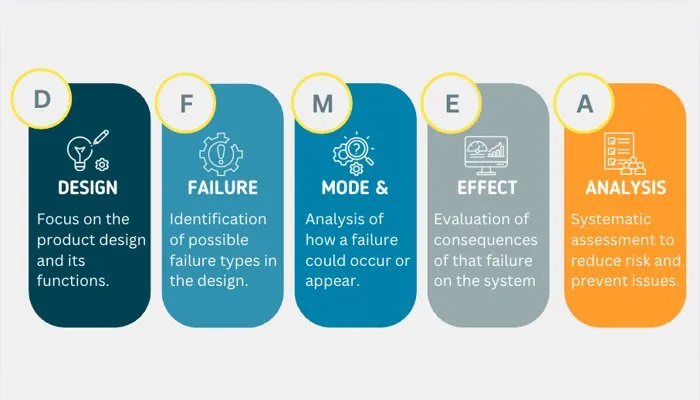 D
DESIGN
Focus on the
product design
and its
functions.
F
FAILURE
Identification
of possible
failure types in
the design.
M
MODE &
Analysis of
how a failure
could occur or
appear.
E
EFFECT
Evaluation of
consequences
of that failure
on the system
A
ANALYSIS
Systematic
assessment to
reduce risk and
prevent issues.